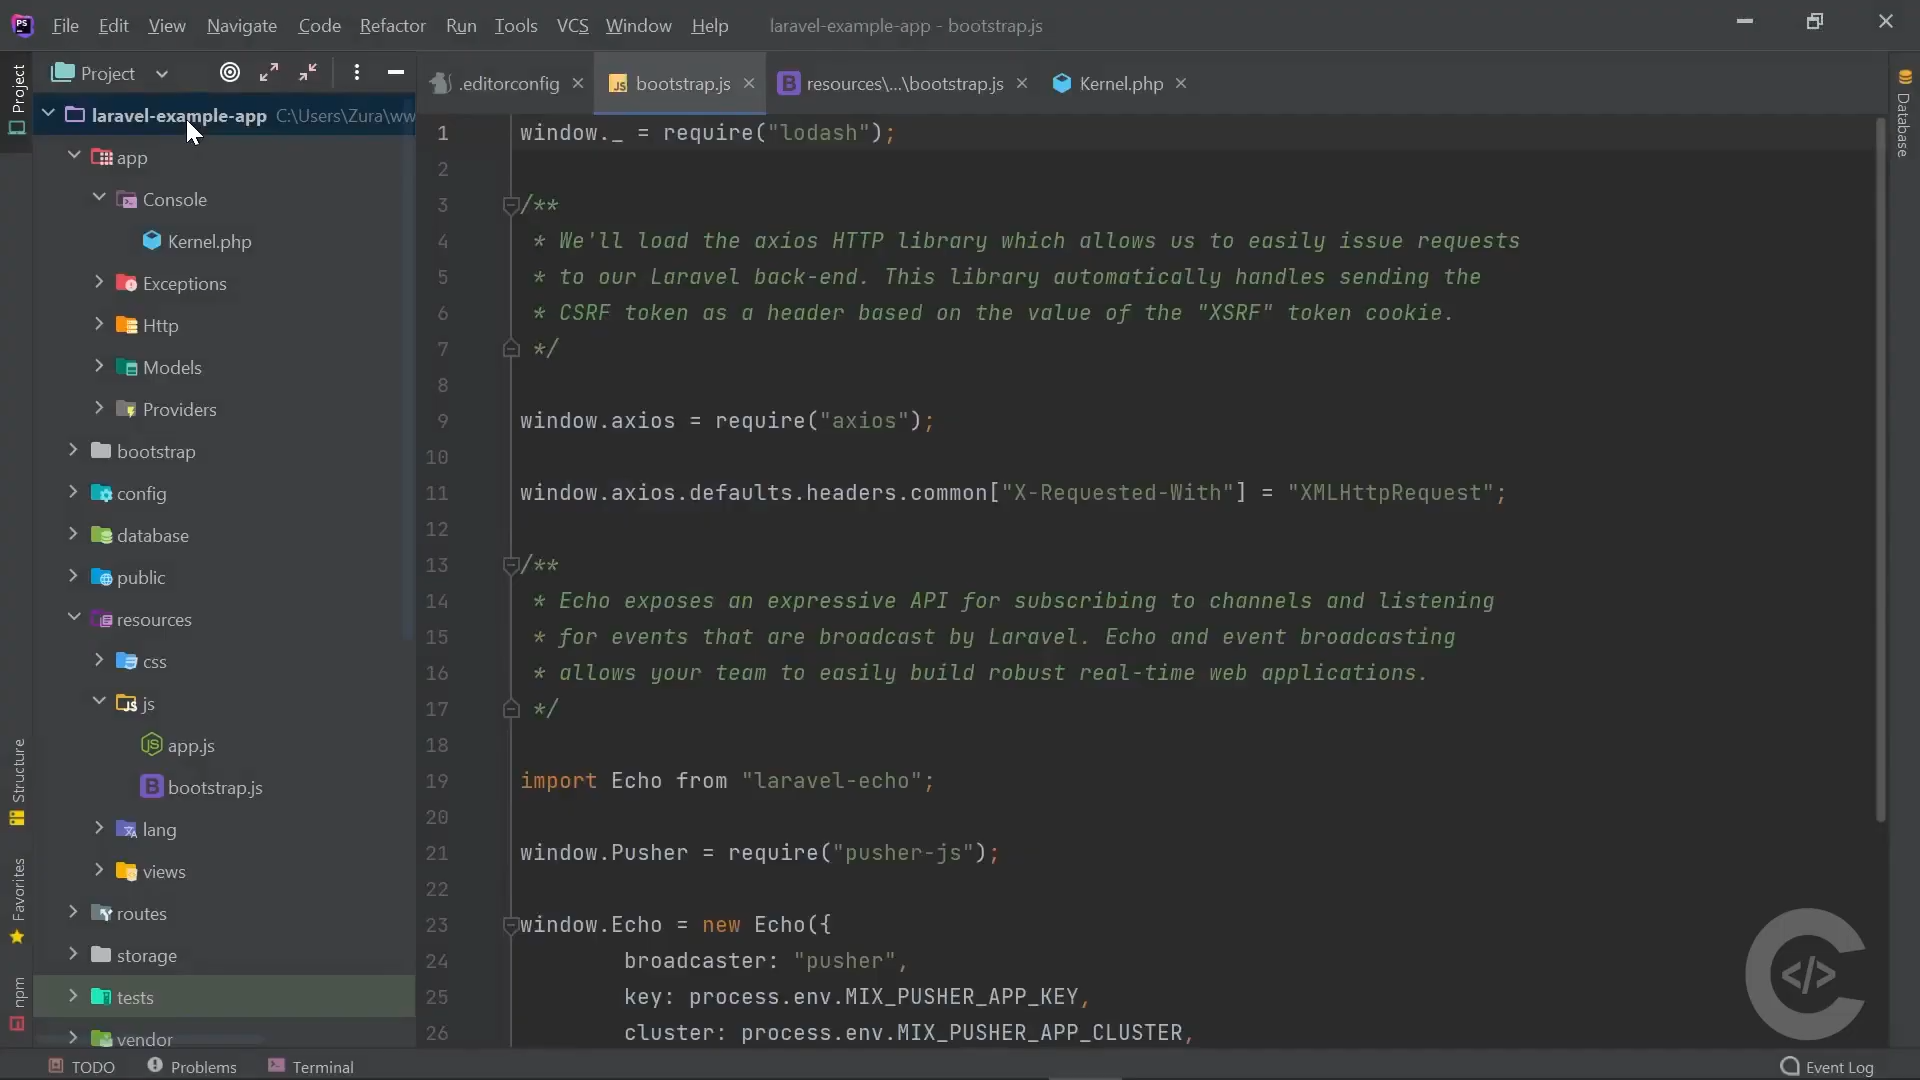 File Edit View Navigate Code Refactor Run Tools VCS Window Help laravel-example-app - bootstrap.js
Project
.editorconfig bootstrap.js resources\...\bootstrap.js Kernel.php
Project
Structure
Favorites
npm
Database
laravel-example-app C:\Users\Zura\ww
app
Console
Kernel.php
Exceptions
Http
Models
Providers
bootstrap
config
database
public
resources
css
js
app.js
bootstrap.js
lang
views
routes
storage
tests
vendor
1 window._ = require("lodash");
2
3 /**
4 * We'll load the axios HTTP library which allows us to easily issue requests
5 * to our Laravel back-end. This library automatically handles sending the
6 * CSRF token as a header based on the value of the "XSRF" token cookie.
7 */
8
9 window.axios = require("axios");
10
11 window.axios.defaults.headers.common["X-Requested-With"] = "XMLHttpRequest";
12
13 /**
14 * Echo exposes an expressive API for subscribing to channels and listening
15 * for events that are broadcast by Laravel. Echo and event broadcasting
16 * allows your team to easily build robust real-time web applications.
17 */
18
19 import Echo from "laravel-echo";
20
21 window.Pusher = require("pusher-js");
22
23 window.Echo = new Echo({
24 broadcaster: "pusher",
25 key: process.env.MIX_PUSHER_APP_KEY,
26 cluster: process.env.MIX_PUSHER_APP_CLUSTER,
</>
TODO Problems Terminal Event Log